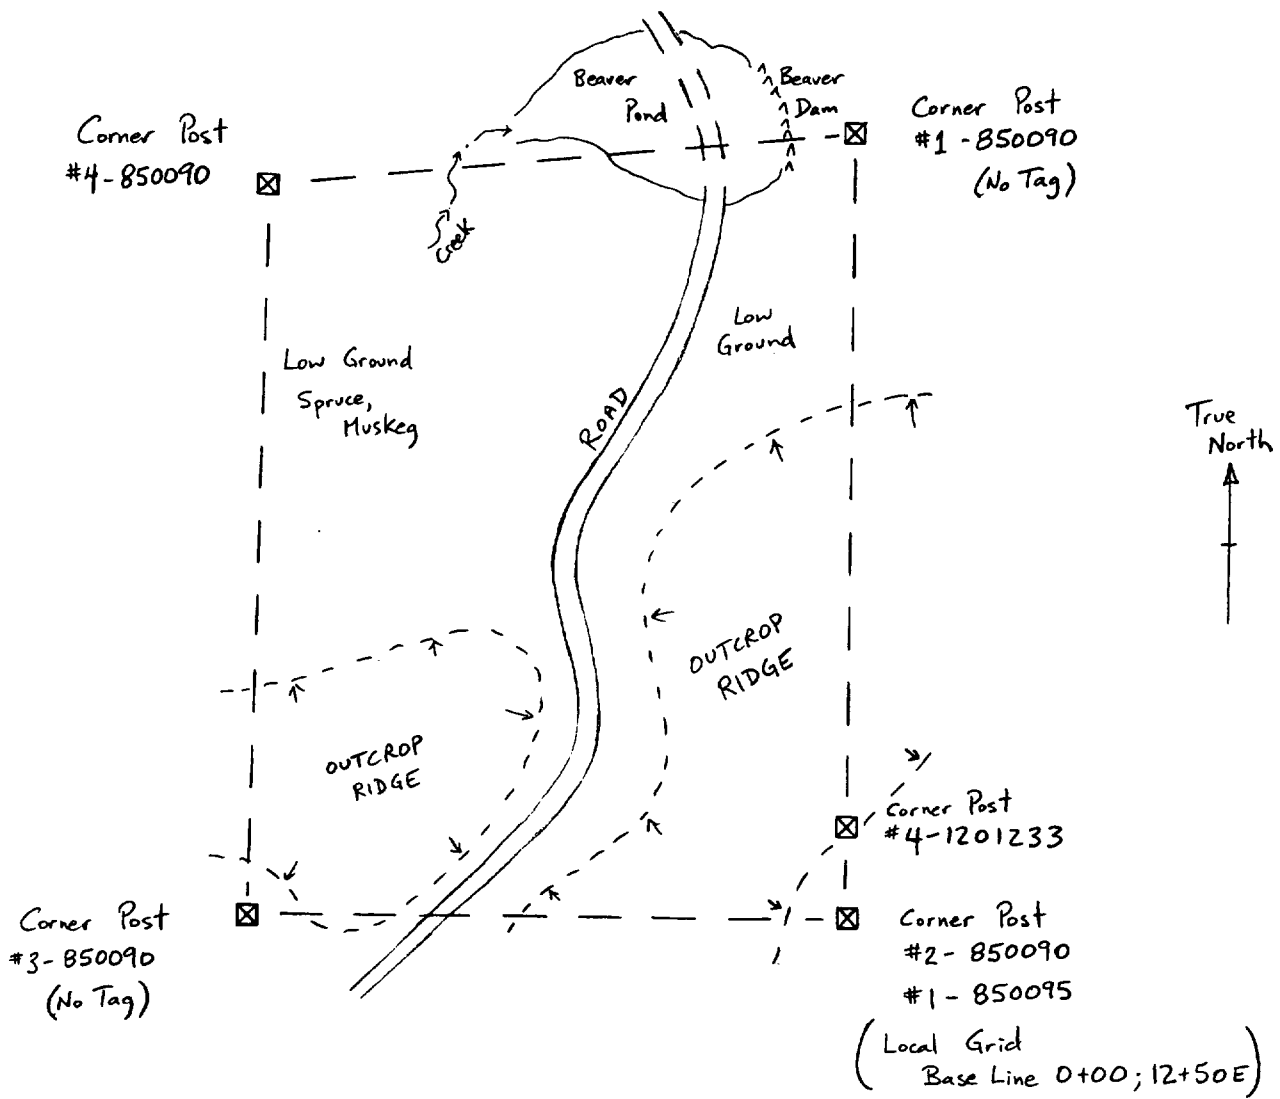 Beaver
Pond
Beaver
Dam
Corner Post
#1-850090
(No Tag)
Corner Post
#4-850090
Creek
Low
Ground
Low Ground
Spruce,
Muskeg
ROAD
True
North
OUTCROP
RIDGE
OUTCROP
RIDGE
Corner Post
#4-1201233
Corner Post
#3-850090
(No Tag)
Corner Post
#2-850090
#1-850095
(Local Grid
Base Line 0+00; 12+50E)